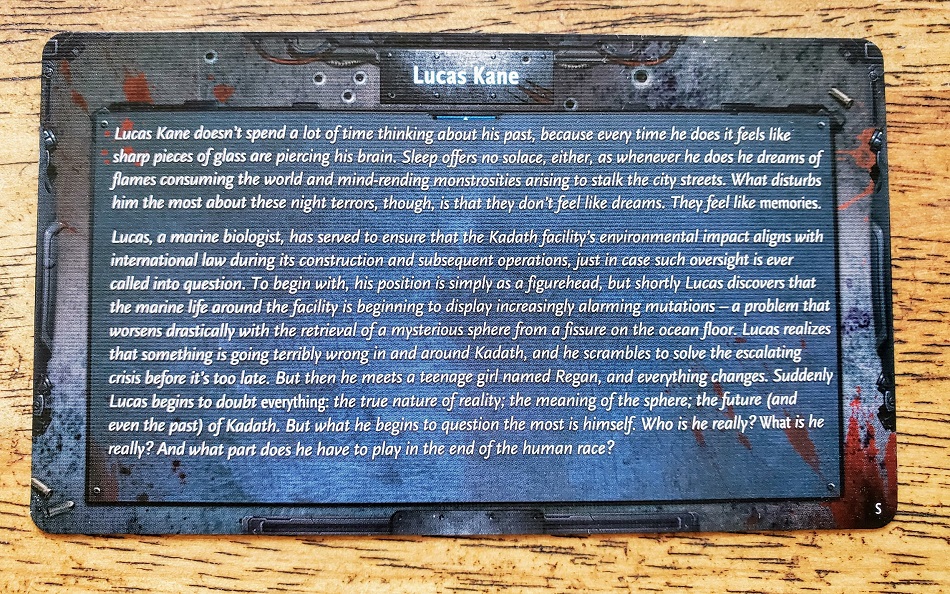 Lucas Kane
Lucas Kane doesn't spend a lot of time thinking about his past, because every time he does it feels like
sharp pieces of glass are piercing his brain. Sleep offers no solace, either, as whenever he does he dreams of
flames consuming the world and mind-rending monstrosities arising to stalk the city streets. What disturbs
him the most about these night terrors, though, is that they don't feel like dreams. They feel like memories.
Lucas, a marine biologist, has served to ensure that the Kadath facility's environmental impact aligns with
international law during its construction and subsequent operations, just in case such oversight is ever
called into question. To begin with, his position is simply as a figurehead, but shortly Lucas discovers that
the marine life around the facility is beginning to display increasingly alarming mutations – a problem that
worsens drastically with the retrieval of a mysterious sphere from a fissure on the ocean floor. Lucas realizes
that something is going terribly wrong in and around Kadath, and he scrambles to solve the escalating
crisis before it's too late. But then he meets a teenage girl named Regan, and everything changes. Suddenly
Lucas begins to doubt everything: the true nature of reality; the meaning of the sphere; the future (and
even the past) of Kadath. But what he begins to question the most is himself. Who is he really? What is he
really? And what part does he have to play in the end of the human race?
S